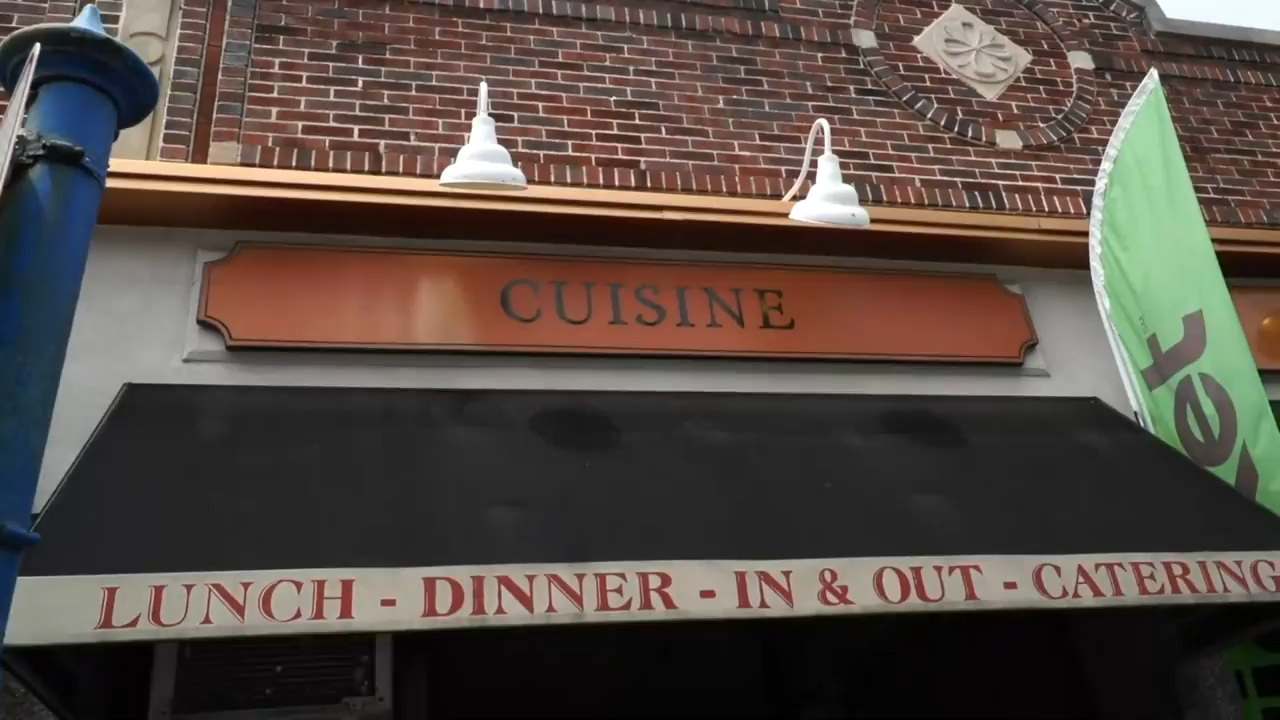 CUISINE
LUNCH - DINNER - IN & OUT - CATERING